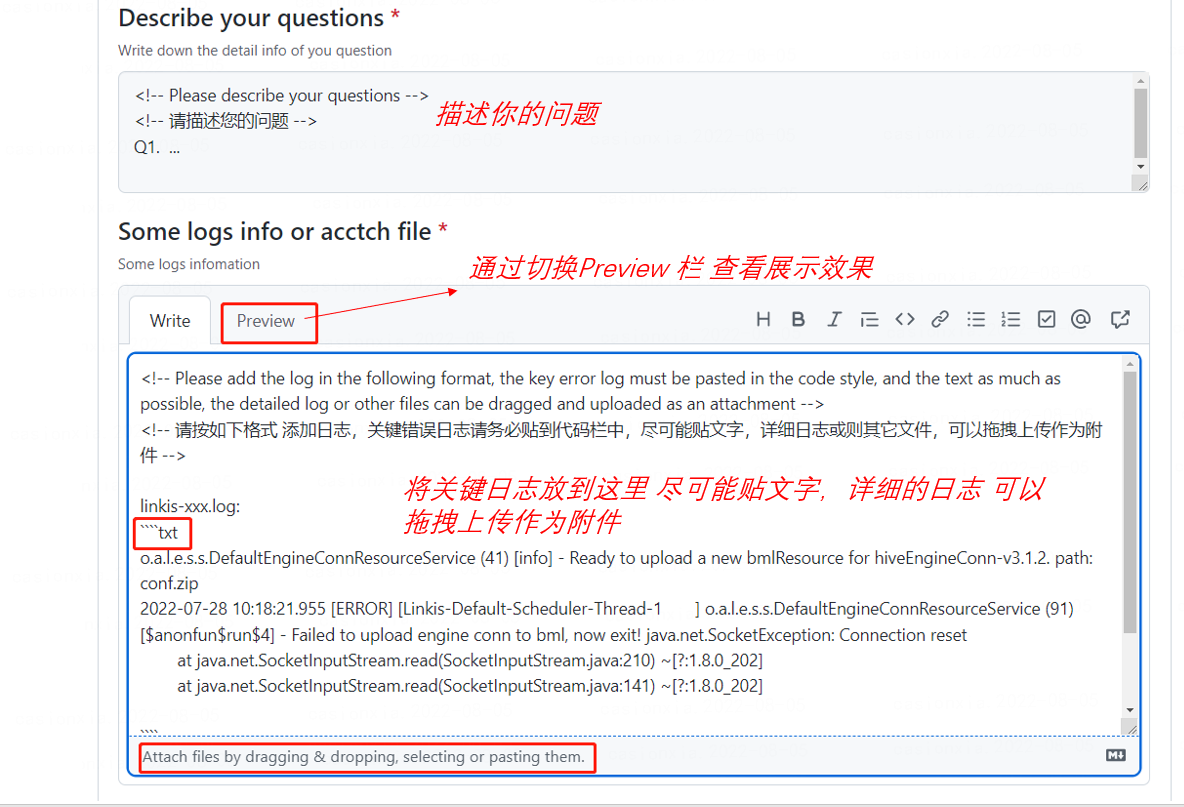 Describe your questions *
Write down the detail info of you question
<!-- Please describe your questions -->
<!-- 请描述您的问题 -->
描述你的问题
Q1. ...
Some logs info or acctch file *
Some logs infomation
通过切换Preview 栏 查看展示效果
Write
Preview
<!-- Please add the log in the following format, the key error log must be pasted in the code style, and the text as much as
possible, the detailed log or other files can be dragged and uploaded as an attachment -->
<!-- 请按如下格式 添加日志，关键错误日志请务必贴到代码栏中，尽可能贴文字，详细日志或则其它文件，可以拖拽上传作为附
件 -->
将关键日志放到这里 尽可能贴文字，详细的日志 可以
拖拽上传作为附件
linkis-xxx.log:
````txt
o.a.l.e.s.s.DefaultEngineConnResourceService (41) [info] - Ready to upload a new bmlResource for hiveEngineConn-v3.1.2. path:
conf.zip
2022-07-28 10:18:21.955 [ERROR] [Linkis-Default-Scheduler-Thread-1 ] o.a.l.e.s.s.DefaultEngineConnResourceService (91)
[$anonfun$run$4] - Failed to upload engine conn to bml, now exit! java.net.SocketException: Connection reset
at java.net.SocketInputStream.read(SocketInputStream.java:210) ~[?:1.8.0_202]
at java.net.SocketInputStream.read(SocketInputStream.java:141) ~[?:1.8.0_202]
````
Attach files by dragging & dropping, selecting or pasting them.